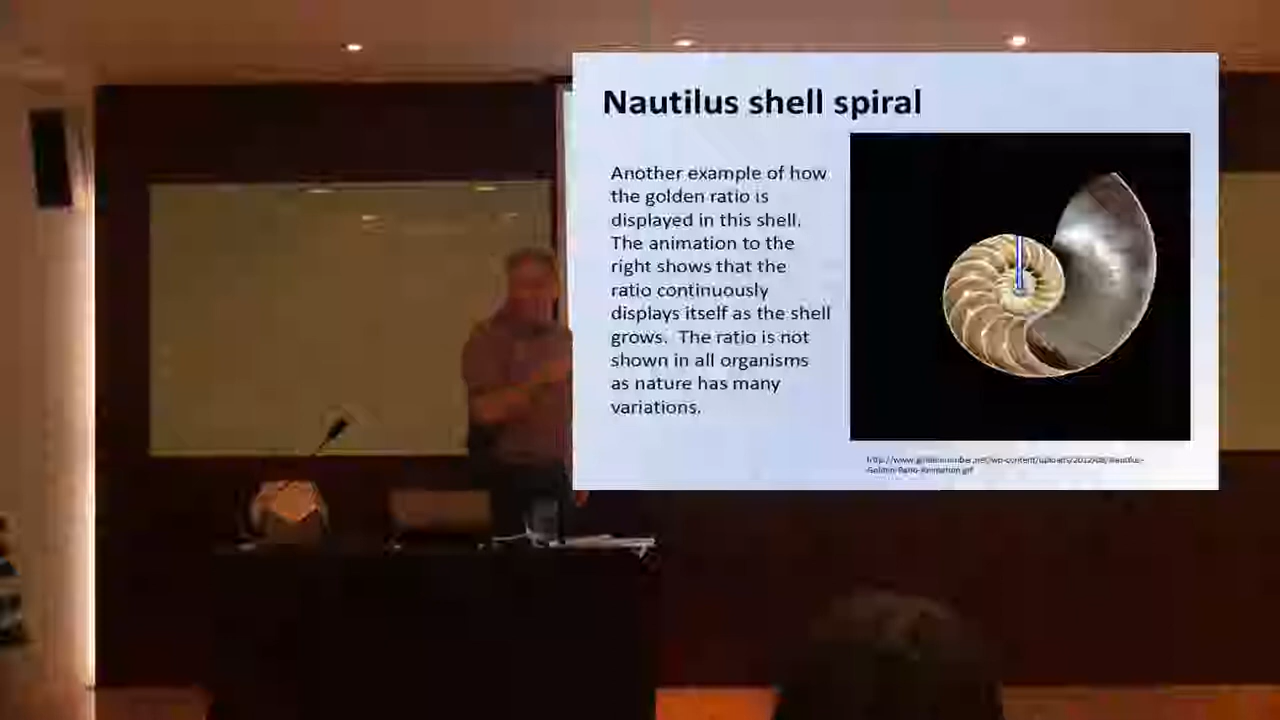 Nautilus shell spiral
Another example of how
the golden ratio is
displayed in this shell.
The animation to the
right shows that the
ratio continuously
displays itself as the shell
grows. The ratio is not
shown in all organisms
as nature has many
variations.
http://www.goldennumber.net/wp-content/uploads/2012/08/Nautilus-
Golden-Ratio-Animation.gif